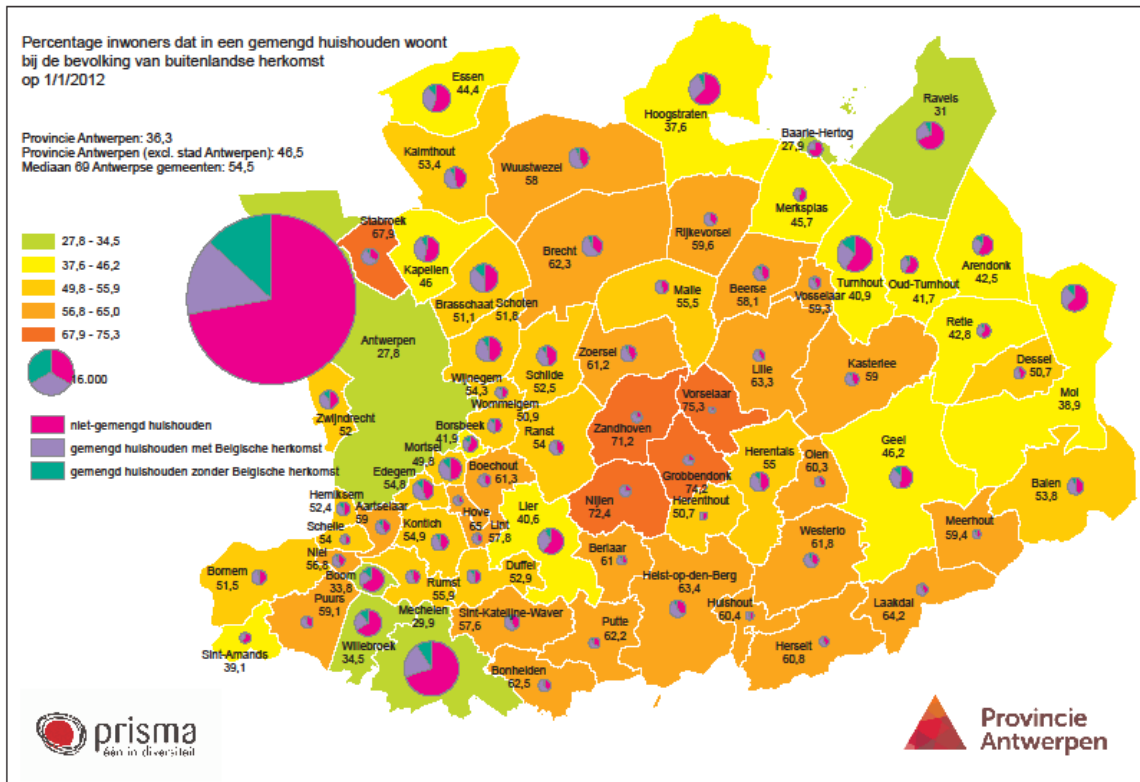 Percentage inwoners dat in een gemengd huishouden woont
bij de bevolking van buitenlandse herkomst
op 1/1/2012
Provincie Antwerpen: 36,3
Provincie Antwerpen (excl. stad Antwerpen): 46,5
Mediaan 69 Antwerpse gemeenten: 54,5
27,8 - 34,5
37,6 - 46,2
49,8 - 55,9
56,8 - 65,0
67,9 - 75,3
16.000
niet-gemengd huishouden
gemengd huishouden met Belgische herkomst
gemengd huishouden zonder Belgische herkomst
Essen
44,4
Hoogstraten
37,6
Ravels
31
Baarle-Hertog
27,9
Kalmthout
53,4
Wuustwezel
58
Merksplas
45,7
Stabroek
67,9
Kapellen
46
Brecht
62,3
Rijkevorsel
59,6
Turnhout
40,9
Oud-Turnhout
41,7
Arendonk
42,5
Brasschaat
51,1
Schoten
51,8
Malle
55,5
Beerse
58,1
Vosselaar
59,3
Retie
42,8
Antwerpen
27,8
Zoersel
61,2
Lille
63,3
Kasterlee
59
Dessel
50,7
Mol
38,9
Wijnegem
54,3
Schilde
52,5
Wommelgem
50,9
Vorselaar
75,3
Zwijndrecht
52
Borsbeek
41,9
Ranst
54
Zandhoven
71,2
Mortsel
49,8
Grobbendonk
74,2
Herentals
55
Olen
60,3
Geel
46,2
Edegem
54,8
Boechout
61,3
Nijlen
72,4
Herenthout
50,7
Balen
53,8
Hemiksem
52,4
Aartselaar
59
Kontich
54,9
Hove
65
Lint
57,8
Lier
40,6
Westerlo
61,8
Meerhout
59,4
Schelle
54
Niel
56,8
Berlaar
61
Bornem
51,5
Boom
33,8
Rumst
55,9
Duffel
52,9
Heist-op-den-Berg
63,4
Hulshout
60,4
Laakdal
64,2
Puurs
59,1
Mechelen
29,9
Sint-Katelijne-Waver
57,6
Putte
62,2
Herselt
60,8
Sint-Amands
39,1
Willebroek
34,5
Bonheiden
62,5
prisma
één in diversiteit
Provincie
Antwerpen